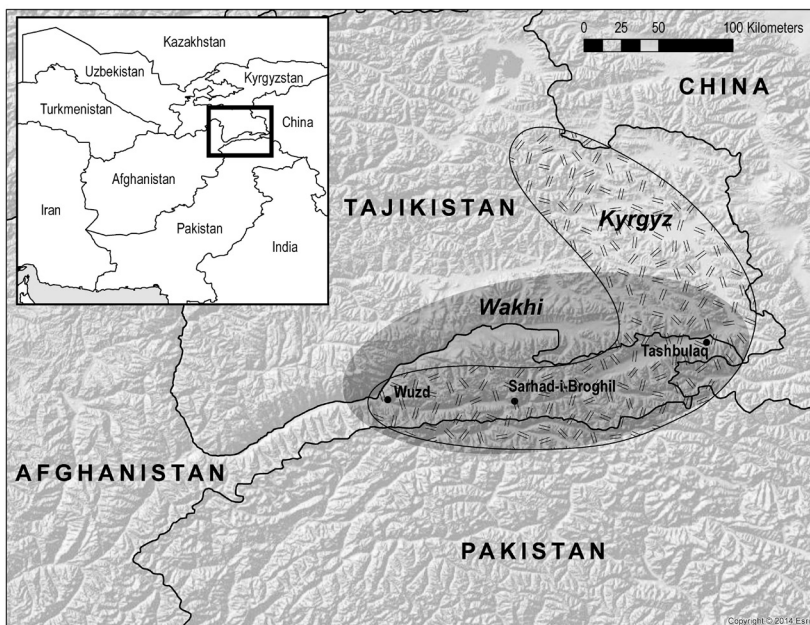 Kazakhstan
Uzbekistan
Kyrgyzstan
Turkmenistan
China
Afghanistan
Iran
Pakistan
India
0 25 50 100 Kilometers
CHINA
TAJIKISTAN
Kyrgyz
Wakhi
Tashbulaq
Wuzd
Sarhad-i-Broghil
AFGHANISTAN
PAKISTAN
Copyright © 2014 Esri